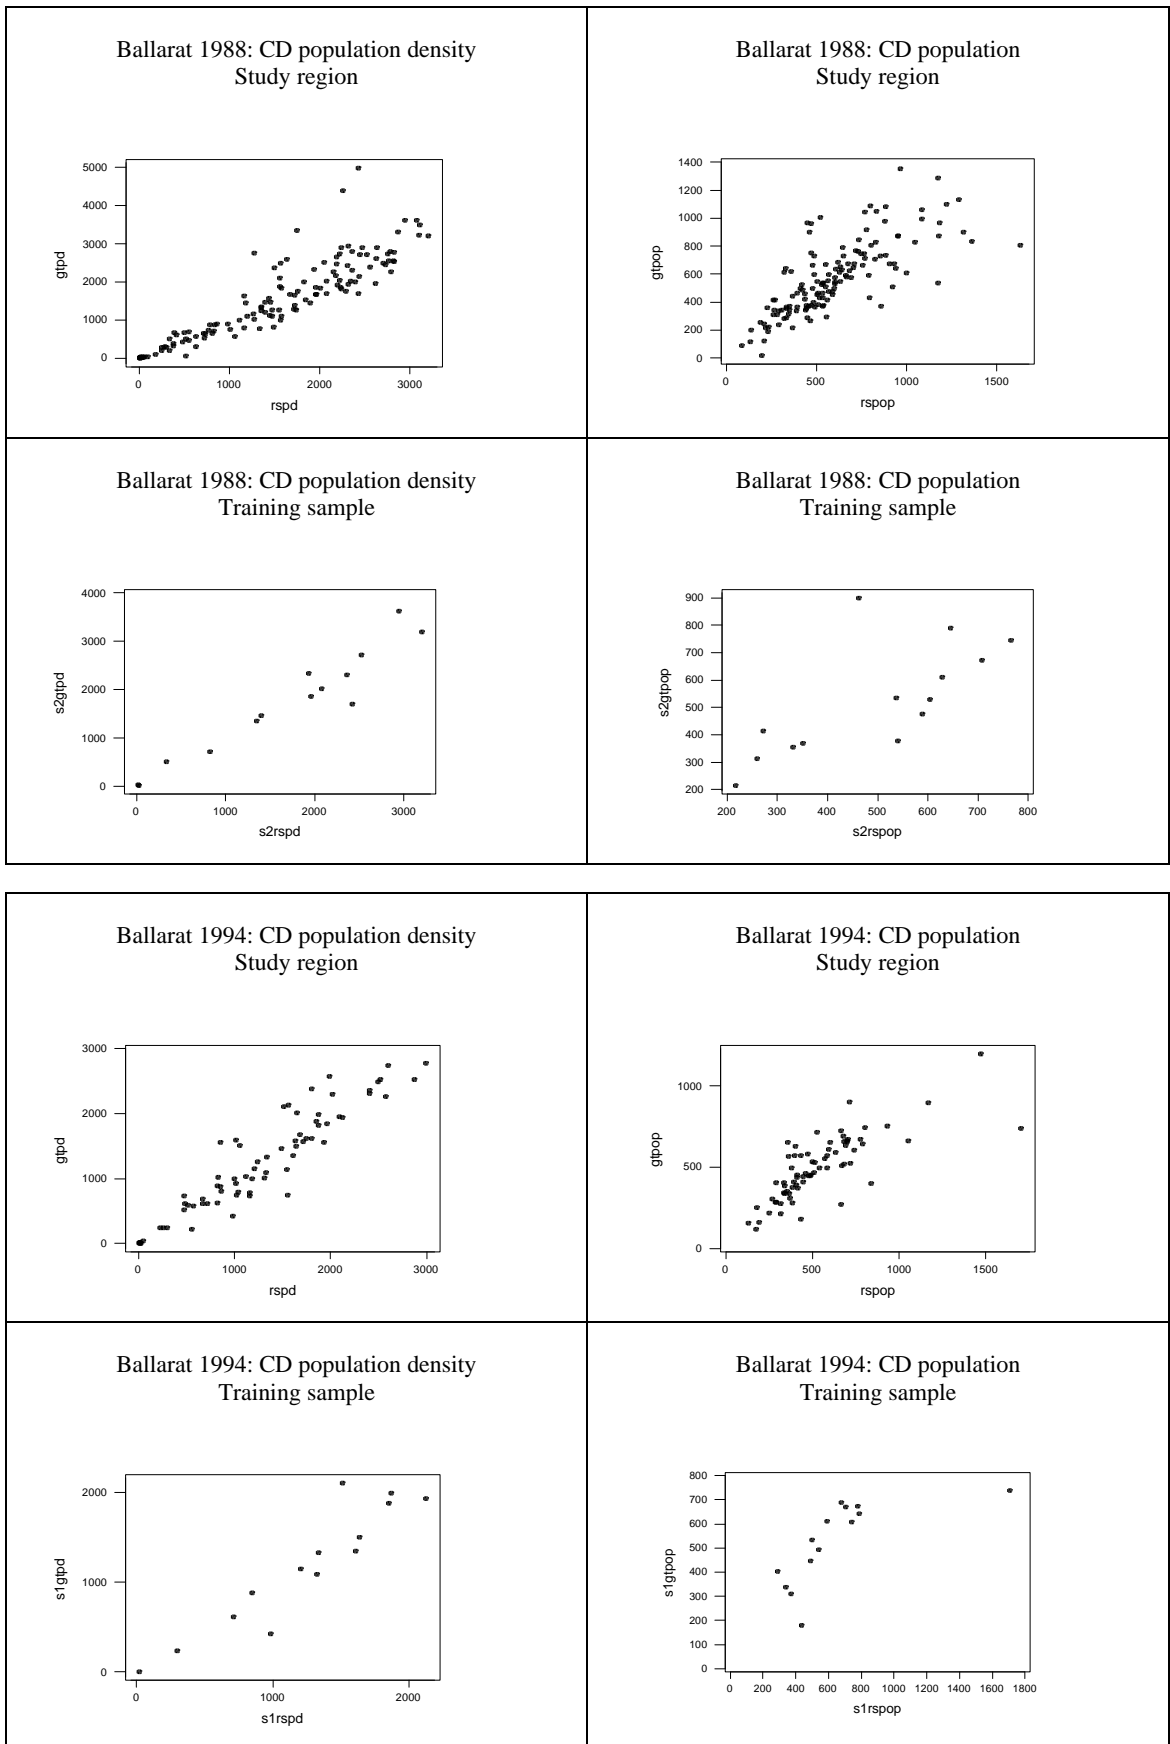 Ballarat 1988: CD population density
Study region
5000
4000
3000
2000
1000
0
gtpd
0 1000 2000 3000
rspd
Ballarat 1988: CD population
Study region
1400
1200
1000
800
600
400
200
0
gtpop
0 500 1000 1500
rspop
Ballarat 1988: CD population density
Training sample
4000
3000
2000
1000
0
s2gtpd
0 1000 2000 3000
s2rspd
Ballarat 1988: CD population
Training sample
900
800
700
600
500
400
300
200
s2gtpop
200 300 400 500 600 700 800
s2rspop
Ballarat 1994: CD population density
Study region
3000
2000
1000
0
gtpd
0 1000 2000 3000
rspd
Ballarat 1994: CD population
Study region
1000
500
0
gtpop
0 500 1000 1500
rspop
Ballarat 1994: CD population density
Training sample
2000
1000
0
s1gtpd
0 1000 2000
s1rspd
Ballarat 1994: CD population
Training sample
800
700
600
500
400
300
200
100
0
s1gtpop
0 200 400 600 800 1000 1200 1400 1600 1800
s1rspop